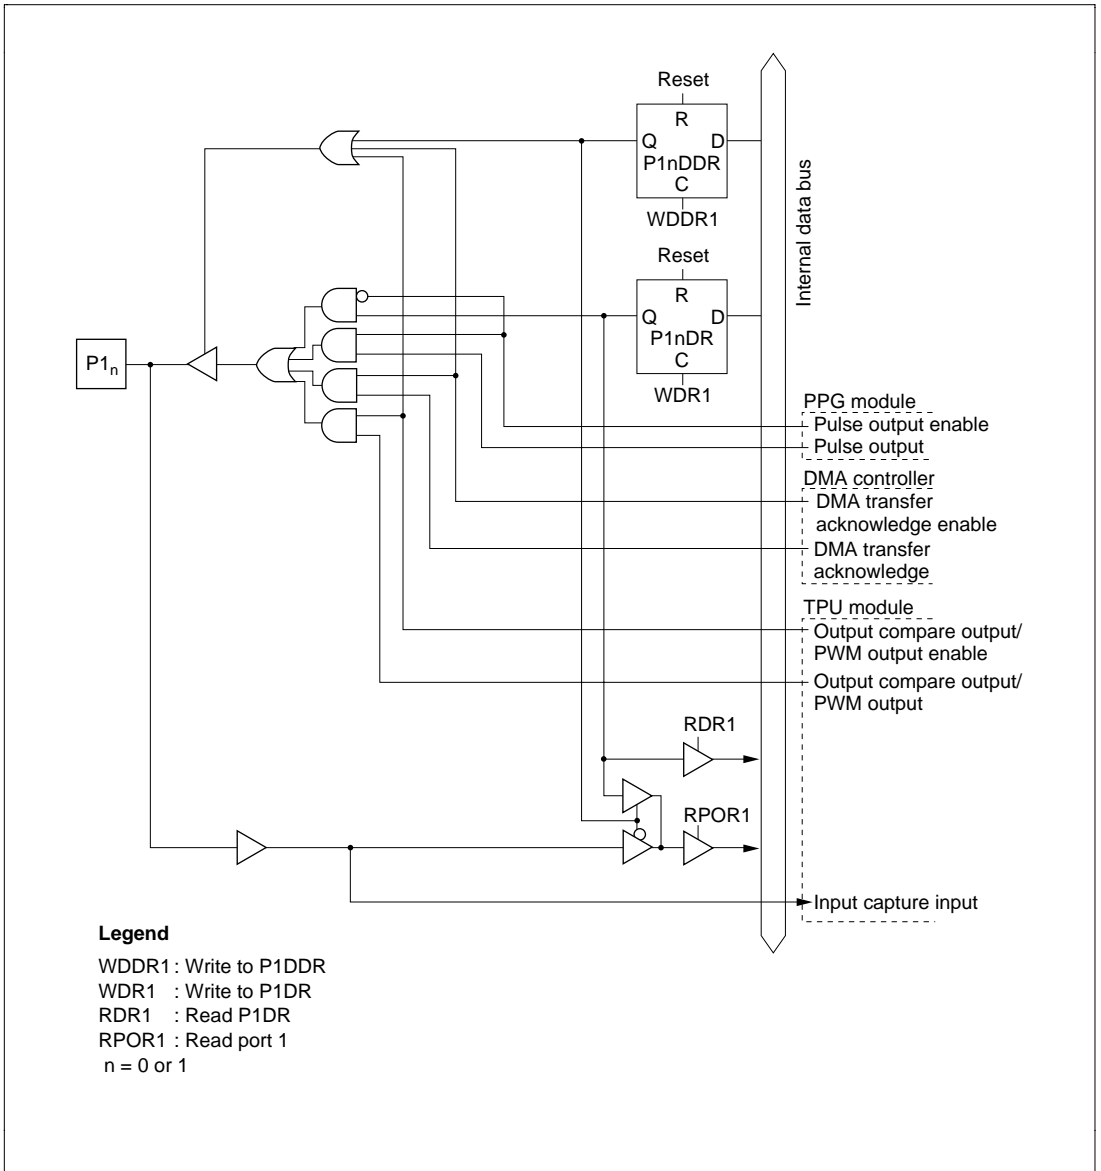 Reset
R
Q D
P1nDDR
C
WDDR1
Internal data bus
Reset
R
Q D
P1nDR
C
WDR1
P1n
PPG module
Pulse output enable
Pulse output
DMA controller
DMA transfer
acknowledge enable
DMA transfer
acknowledge
TPU module
Output compare output/
PWM output enable
Output compare output/
PWM output
RDR1
RPOR1
Input capture input
Legend
WDDR1 : Write to P1DDR
WDR1 : Write to P1DR
RDR1 : Read P1DR
RPOR1 : Read port 1
n = 0 or 1